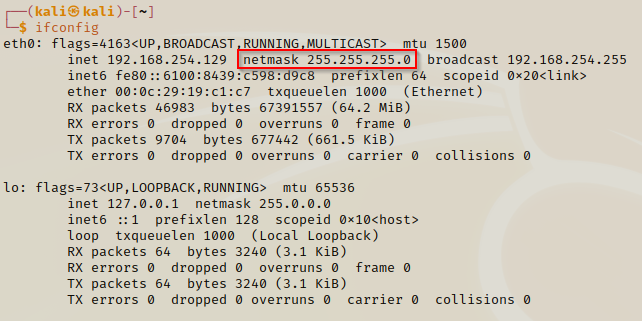 ┌──(kali㉿kali)-[~]
└─$ ifconfig
eth0: flags=4163<UP,BROADCAST,RUNNING,MULTICAST>  mtu 1500
        inet 192.168.254.129  netmask 255.255.255.0  broadcast 192.168.254.255
        inet6 fe80::6100:8439:c598:d9c8  prefixlen 64  scopeid 0×20<link>
        ether 00:0c:29:19:c1:c7  txqueuelen 1000  (Ethernet)
        RX packets 46983  bytes 67391557 (64.2 MiB)
        RX errors 0  dropped 0  overruns 0  frame 0
        TX packets 9704  bytes 677442 (661.5 KiB)
        TX errors 0  dropped 0 overruns 0  carrier 0  collisions 0

lo: flags=73<UP,LOOPBACK,RUNNING>  mtu 65536
        inet 127.0.0.1  netmask 255.0.0.0
        inet6 ::1  prefixlen 128  scopeid 0×10<host>
        loop  txqueuelen 1000  (Local Loopback)
        RX packets 64  bytes 3240 (3.1 KiB)
        RX errors 0  dropped 0  overruns 0  frame 0
        TX packets 64  bytes 3240 (3.1 KiB)
        TX errors 0  dropped 0 overruns 0  carrier 0  collisions 0